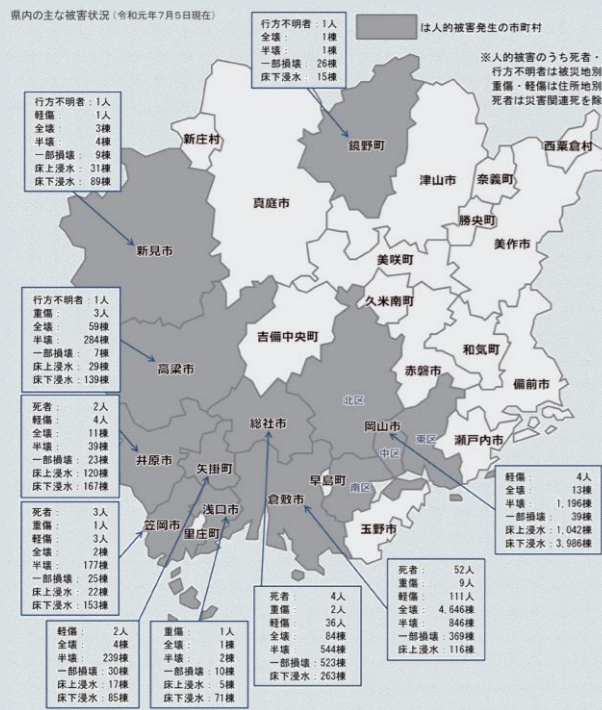 県内の主な被害状況(令和元年7月5日現在)
は人的被害発生の市町村
※人的被害のうち死者・
行方不明者は被災地別
重傷・軽傷は住所地別
死者は災害関連死を除
行方不明者:1人
全壊: 1棟
半壊: 1棟
一部損壊: 26棟
床下浸水: 15棟
行方不明者:1人
軽傷: 1人
全壊: 3棟
半壊: 4棟
一部損壊: 9棟
床上浸水: 31棟
床下浸水: 89棟
鏡野町
新庄村
西粟倉村
津山市
奈義町
真庭市
勝央町
美作市
新見市
美咲町
久米南町
行方不明者:1人
重傷: 3人
全壊: 59棟
半壊: 284棟
一部損壊: 7棟
床上浸水: 29棟
床下浸水: 139棟
吉備中央町
和気町
高梁市
赤磐市
備前市
北区
死者: 2人
軽傷: 4人
全壊: 11棟
半壊: 39棟
一部損壊: 23棟
床上浸水: 120棟
床下浸水: 167棟
総社市
岡山市
東区
瀬戸内市
中区
井原市
矢掛町
早島町
南区
倉敷市
浅口市
笠岡市
里庄町
玉野市
軽傷: 4人
全壊: 13棟
半壊: 1,196棟
一部損壊: 39棟
床上浸水: 1,042棟
床下浸水: 3,986棟
死者: 3人
重傷: 1人
軽傷: 3人
全壊: 2棟
半壊: 177棟
一部損壊: 25棟
床上浸水: 22棟
床下浸水: 153棟
死者: 52人
重傷: 9人
軽傷: 111人
全壊: 4,646棟
半壊: 846棟
一部損壊: 369棟
床下浸水: 116棟
死者: 4人
重傷: 2人
軽傷: 36人
全壊: 84棟
半壊: 544棟
一部損壊: 523棟
床下浸水: 263棟
軽傷: 2人
全壊: 4棟
半壊: 239棟
一部損壊: 30棟
床上浸水: 17棟
床下浸水: 85棟
重傷: 1人
全壊: 1棟
半壊: 2棟
一部損壊: 10棟
床上浸水: 5棟
床下浸水: 71棟